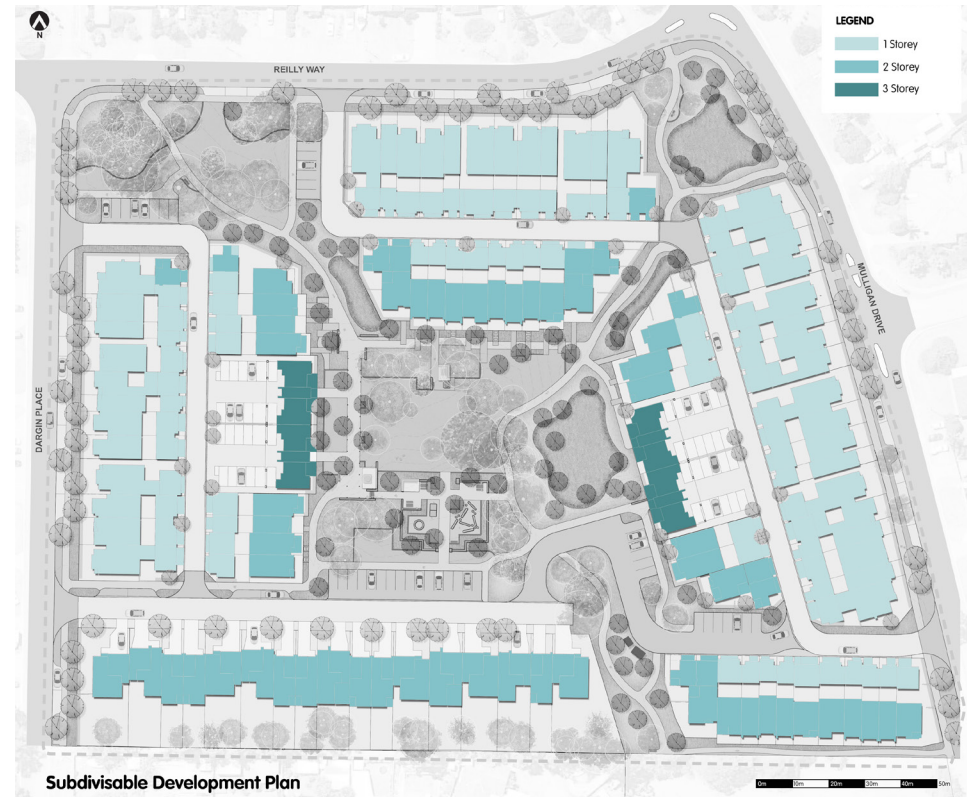 N
REILLY WAY
LEGEND
1 Storey
2 Storey
3 Storey
MULLIGAN DRIVE
DARGIN PLACE
Subdivisable Development Plan
0m 10m 20m 30m 40m 50m